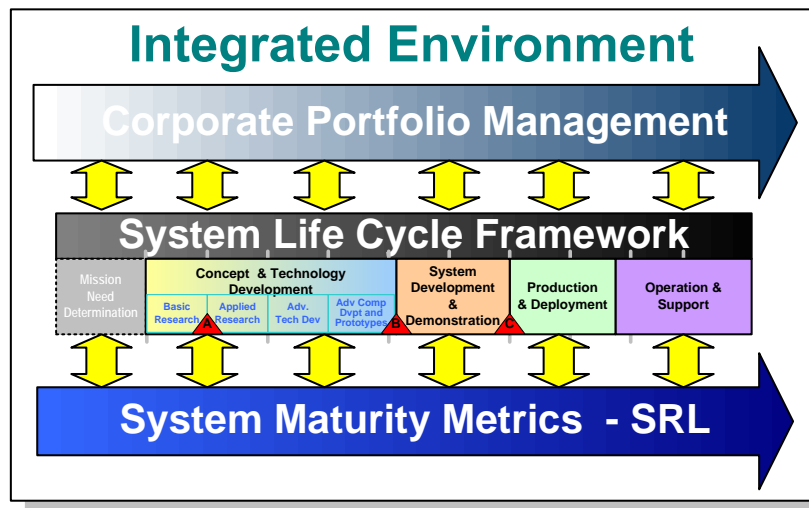 Integrated Environment
Corporate Portfolio Management
System Life Cycle Framework
Mission
Need
Determination
Concept & Technology
Development
Basic
Research
Applied
Research
Adv.
Tech Dev
Adv Comp
Dvpt and
Prototypes
System
Development
&
Demonstration
Production
& Deployment
Operation &
Support
A
B
C
System Maturity Metrics - SRL